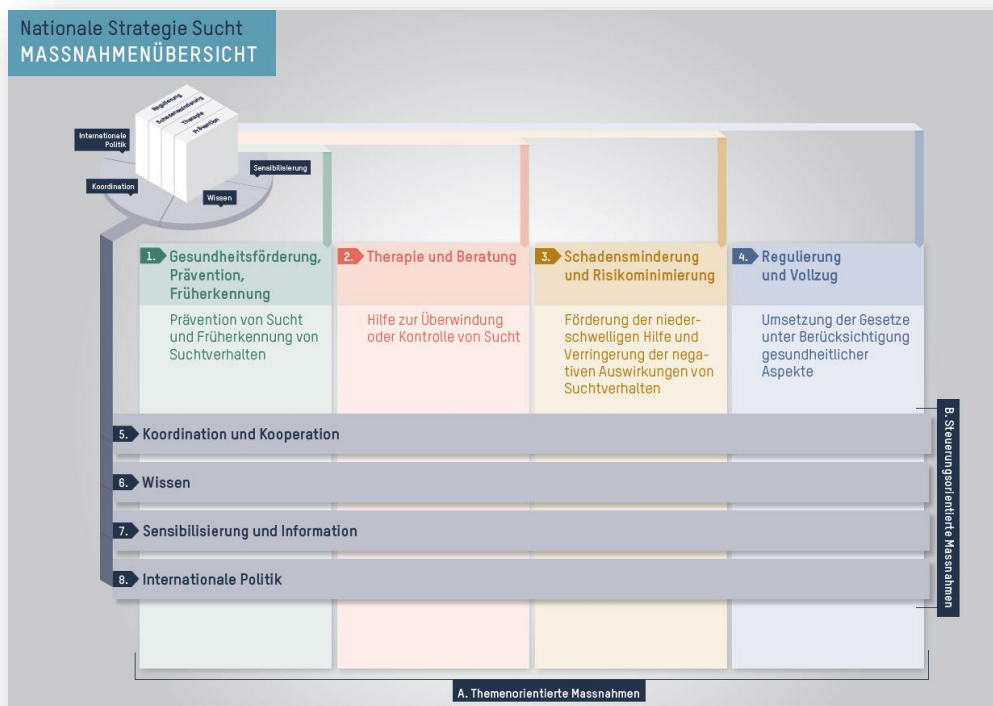 Nationale Strategie Sucht
MASSNAHMENÜBERSICHT
Regulierung
Schadensminderung
Therapie
Prävention
Internationale
Politik
Koordination
Wissen
Sensibilisierung
1. Gesundheitsförderung,
Prävention,
Früherkennung
Prävention von Sucht
und Früherkennung von
Suchtverhalten
2. Therapie und Beratung
Hilfe zur Überwindung
oder Kontrolle von Sucht
3. Schadensminderung
und Risikominimierung
Förderung der nieder-
schwelligen Hilfe und
Verringerung der nega-
tiven Auswirkungen von
Suchtverhalten
4. Regulierung
und Vollzug
Umsetzung der Gesetze
unter Berücksichtigung
gesundheitlicher
Aspekte
5. Koordination und Kooperation
6. Wissen
7. Sensibilisierung und Information
8. Internationale Politik
B. Steuerungsorientierte Massnahmen
A. Themenorientierte Massnahmen